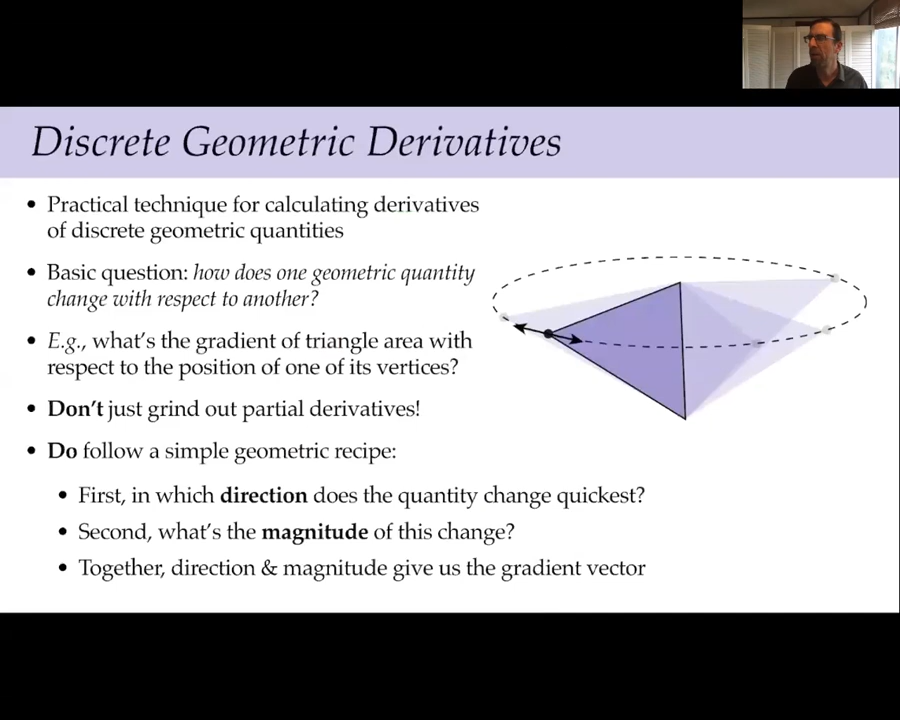 Discrete Geometric Derivatives
• Practical technique for calculating derivatives
of discrete geometric quantities
• Basic question: how does one geometric quantity
change with respect to another?
• E.g., what's the gradient of triangle area with
respect to the position of one of its vertices?
• Don't just grind out partial derivatives!
• Do follow a simple geometric recipe:
• First, in which direction does the quantity change quickest?
• Second, what's the magnitude of this change?
• Together, direction & magnitude give us the gradient vector